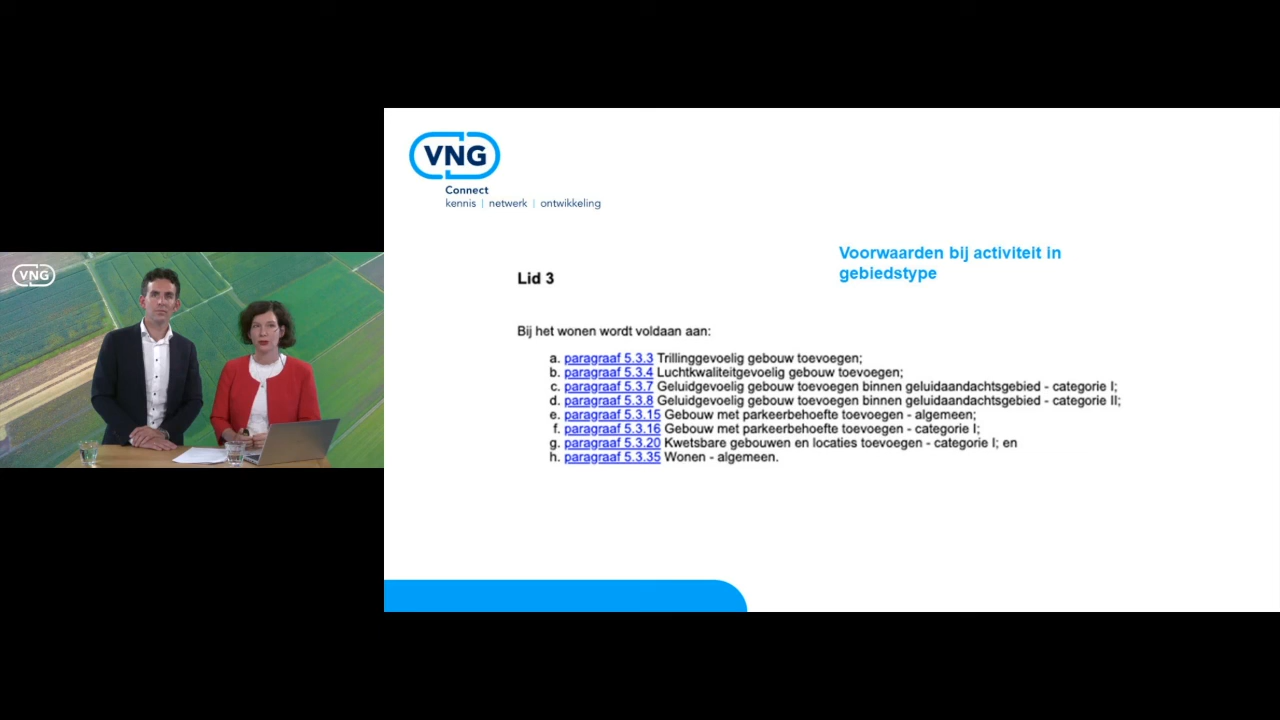 VNG
Connect
kennis | netwerk | ontwikkeling
VNG
Voorwaarden bij activiteit in
gebiedstype
Lid 3
Bij het wonen wordt voldaan aan:
a. paragraaf 5.3.3 Trillinggevoelig gebouw toevoegen;
b. paragraaf 5.3.4 Luchtkwaliteitgevoelig gebouw toevoegen;
c. paragraaf 5.3.7 Geluidgevoelig gebouw toevoegen binnen geluidaandachtsgebied - categorie I;
d. paragraaf 5.3.8 Geluidgevoelig gebouw toevoegen binnen geluidaandachtsgebied - categorie II;
e. paragraaf 5.3.15 Gebouw met parkeerbehoefte toevoegen - algemeen;
f. paragraaf 5.3.16 Gebouw met parkeerbehoefte toevoegen - categorie I;
g. paragraaf 5.3.20 Kwetsbare gebouwen en locaties toevoegen - categorie I; en
h. paragraaf 5.3.35 Wonen - algemeen.